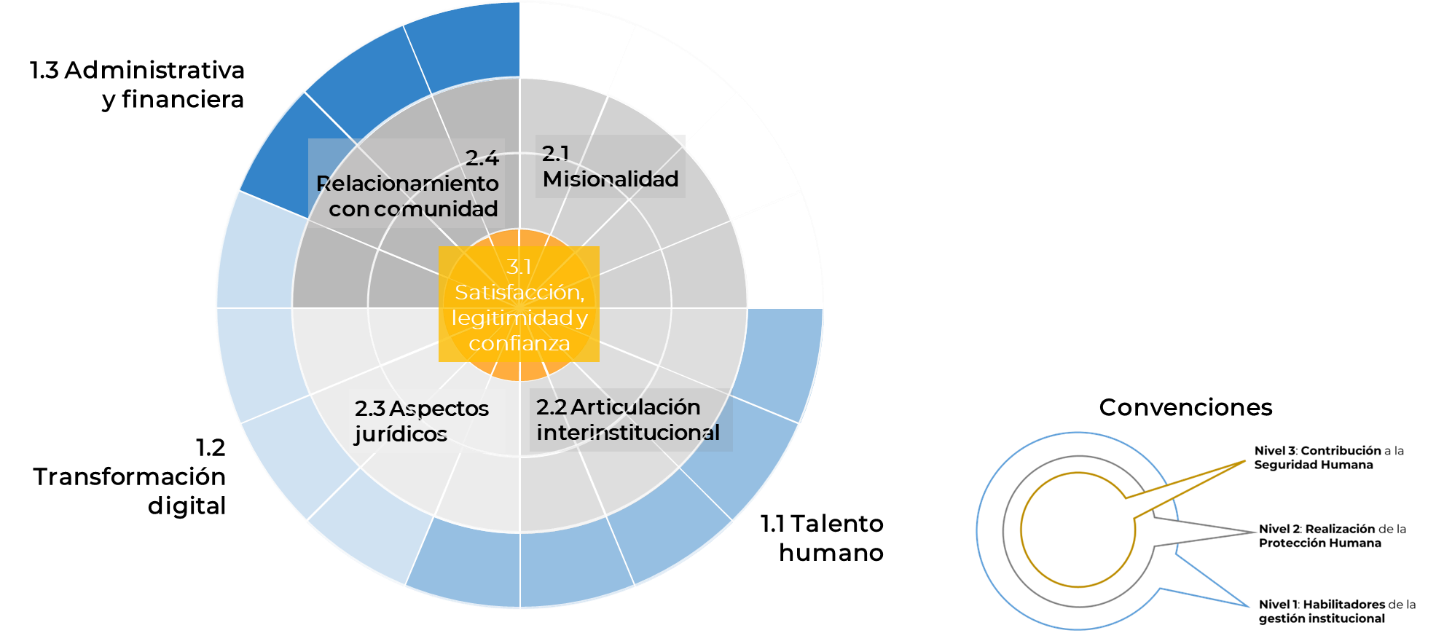 1.3 Administrativa
y financiera
2.4
Relacionamiento
con comunidad
2.1
Misionalidad
3.1
Satisfacción,
legitimidad y
confianza
2.3 Aspectos
jurídicos
2.2 Articulación
interinstitucional
1.2
Transformación
digital
1.1 Talento
humano
Convenciones
Nivel 3: Contribución a la
Seguridad Humana
Nivel 2: Realización de la
Protección Humana
Nivel 1: Habilitadores de la
gestión institucional